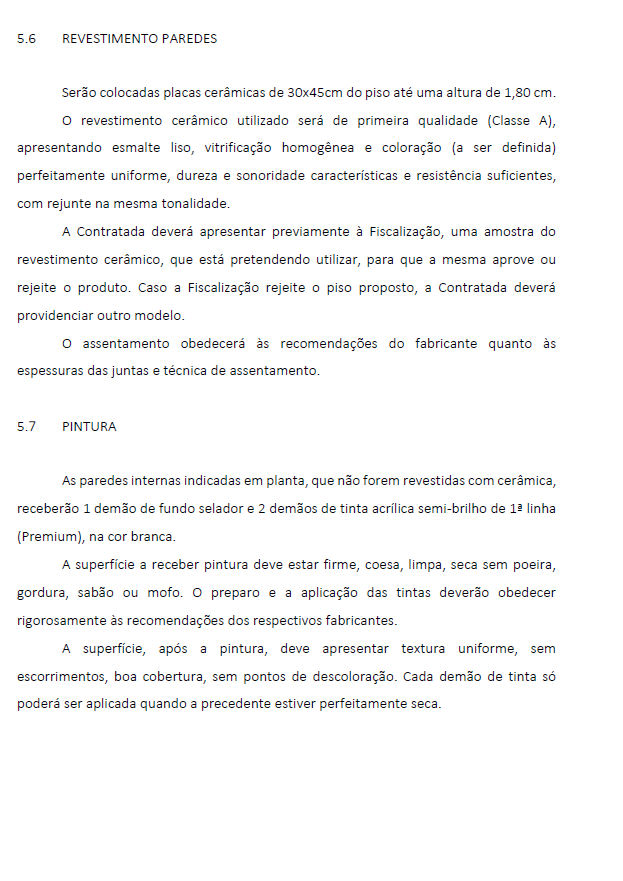 5.6 REVESTIMENTO PAREDES
Serão colocadas placas cerâmicas de 30x45cm do piso até uma altura de 1,80 cm.
O revestimento cerâmico utilizado será de primeira qualidade (Classe A),
apresentando esmalte liso, vitrificação homogênea e coloração (a ser definida)
perfeitamente uniforme, dureza e sonoridade características e resistência suficientes,
com rejunte na mesma tonalidade.
A Contratada deverá apresentar previamente à Fiscalização, uma amostra do
revestimento cerâmico, que está pretendendo utilizar, para que a mesma aprove ou
rejeite o produto. Caso a Fiscalização rejeite o piso proposto, a Contratada deverá
providenciar outro modelo.
O assentamento obedecerá às recomendações do fabricante quanto às
espessuras das juntas e técnica de assentamento.
5.7 PINTURA
As paredes internas indicadas em planta, que não forem revestidas com cerâmica,
receberão 1 demão de fundo selador e 2 demãos de tinta acrílica semi-brilho de 1ª linha
(Premium), na cor branca.
A superfície a receber pintura deve estar firme, coesa, limpa, seca sem poeira,
gordura, sabão ou mofo. O preparo e a aplicação das tintas deverão obedecer
rigorosamente às recomendações dos respectivos fabricantes.
A superfície, após a pintura, deve apresentar textura uniforme, sem
escorrimentos, boa cobertura, sem pontos de descoloração. Cada demão de tinta só
poderá ser aplicada quando a precedente estiver perfeitamente seca.